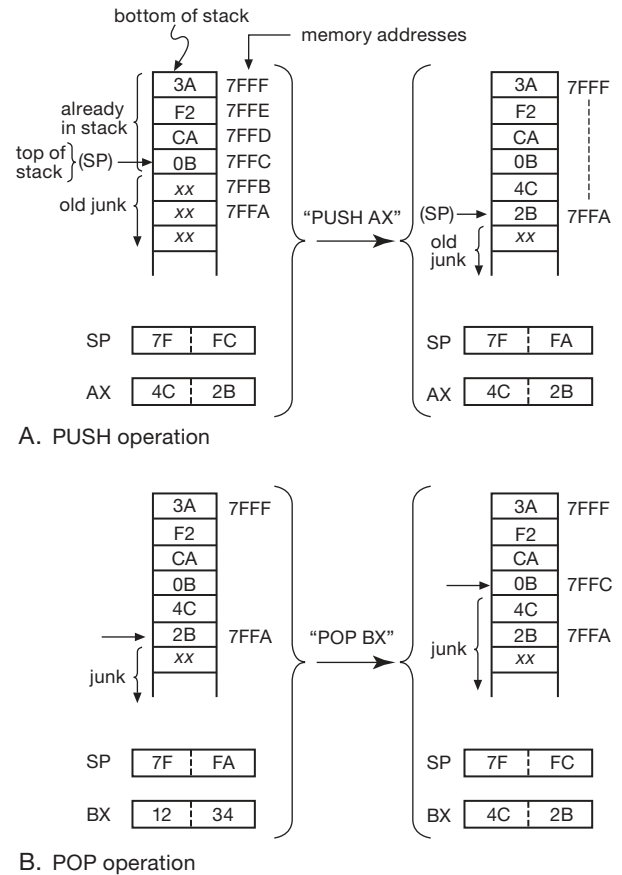 bottom of stack
memory addresses
already
in stack
top of
stack
(SP)
old junk
3A 7FFF
F2 7FFE
CA 7FFD
0B 7FFC
xx 7FFB
xx 7FFA
xx
"PUSH AX"
3A 7FFF
F2
CA
0B
4C
(SP) 2B 7FFA
old
junk
xx
SP 7F FC
AX 4C 2B
SP 7F FA
AX 4C 2B
A. PUSH operation
3A 7FFF
F2
CA
0B
4C
2B 7FFA
xx
junk
"POP BX"
3A 7FFF
F2
CA
0B 7FFC
4C
2B 7FFA
xx
junk
SP 7F FA
BX 12 34
SP 7F FC
BX 4C 2B
B. POP operation